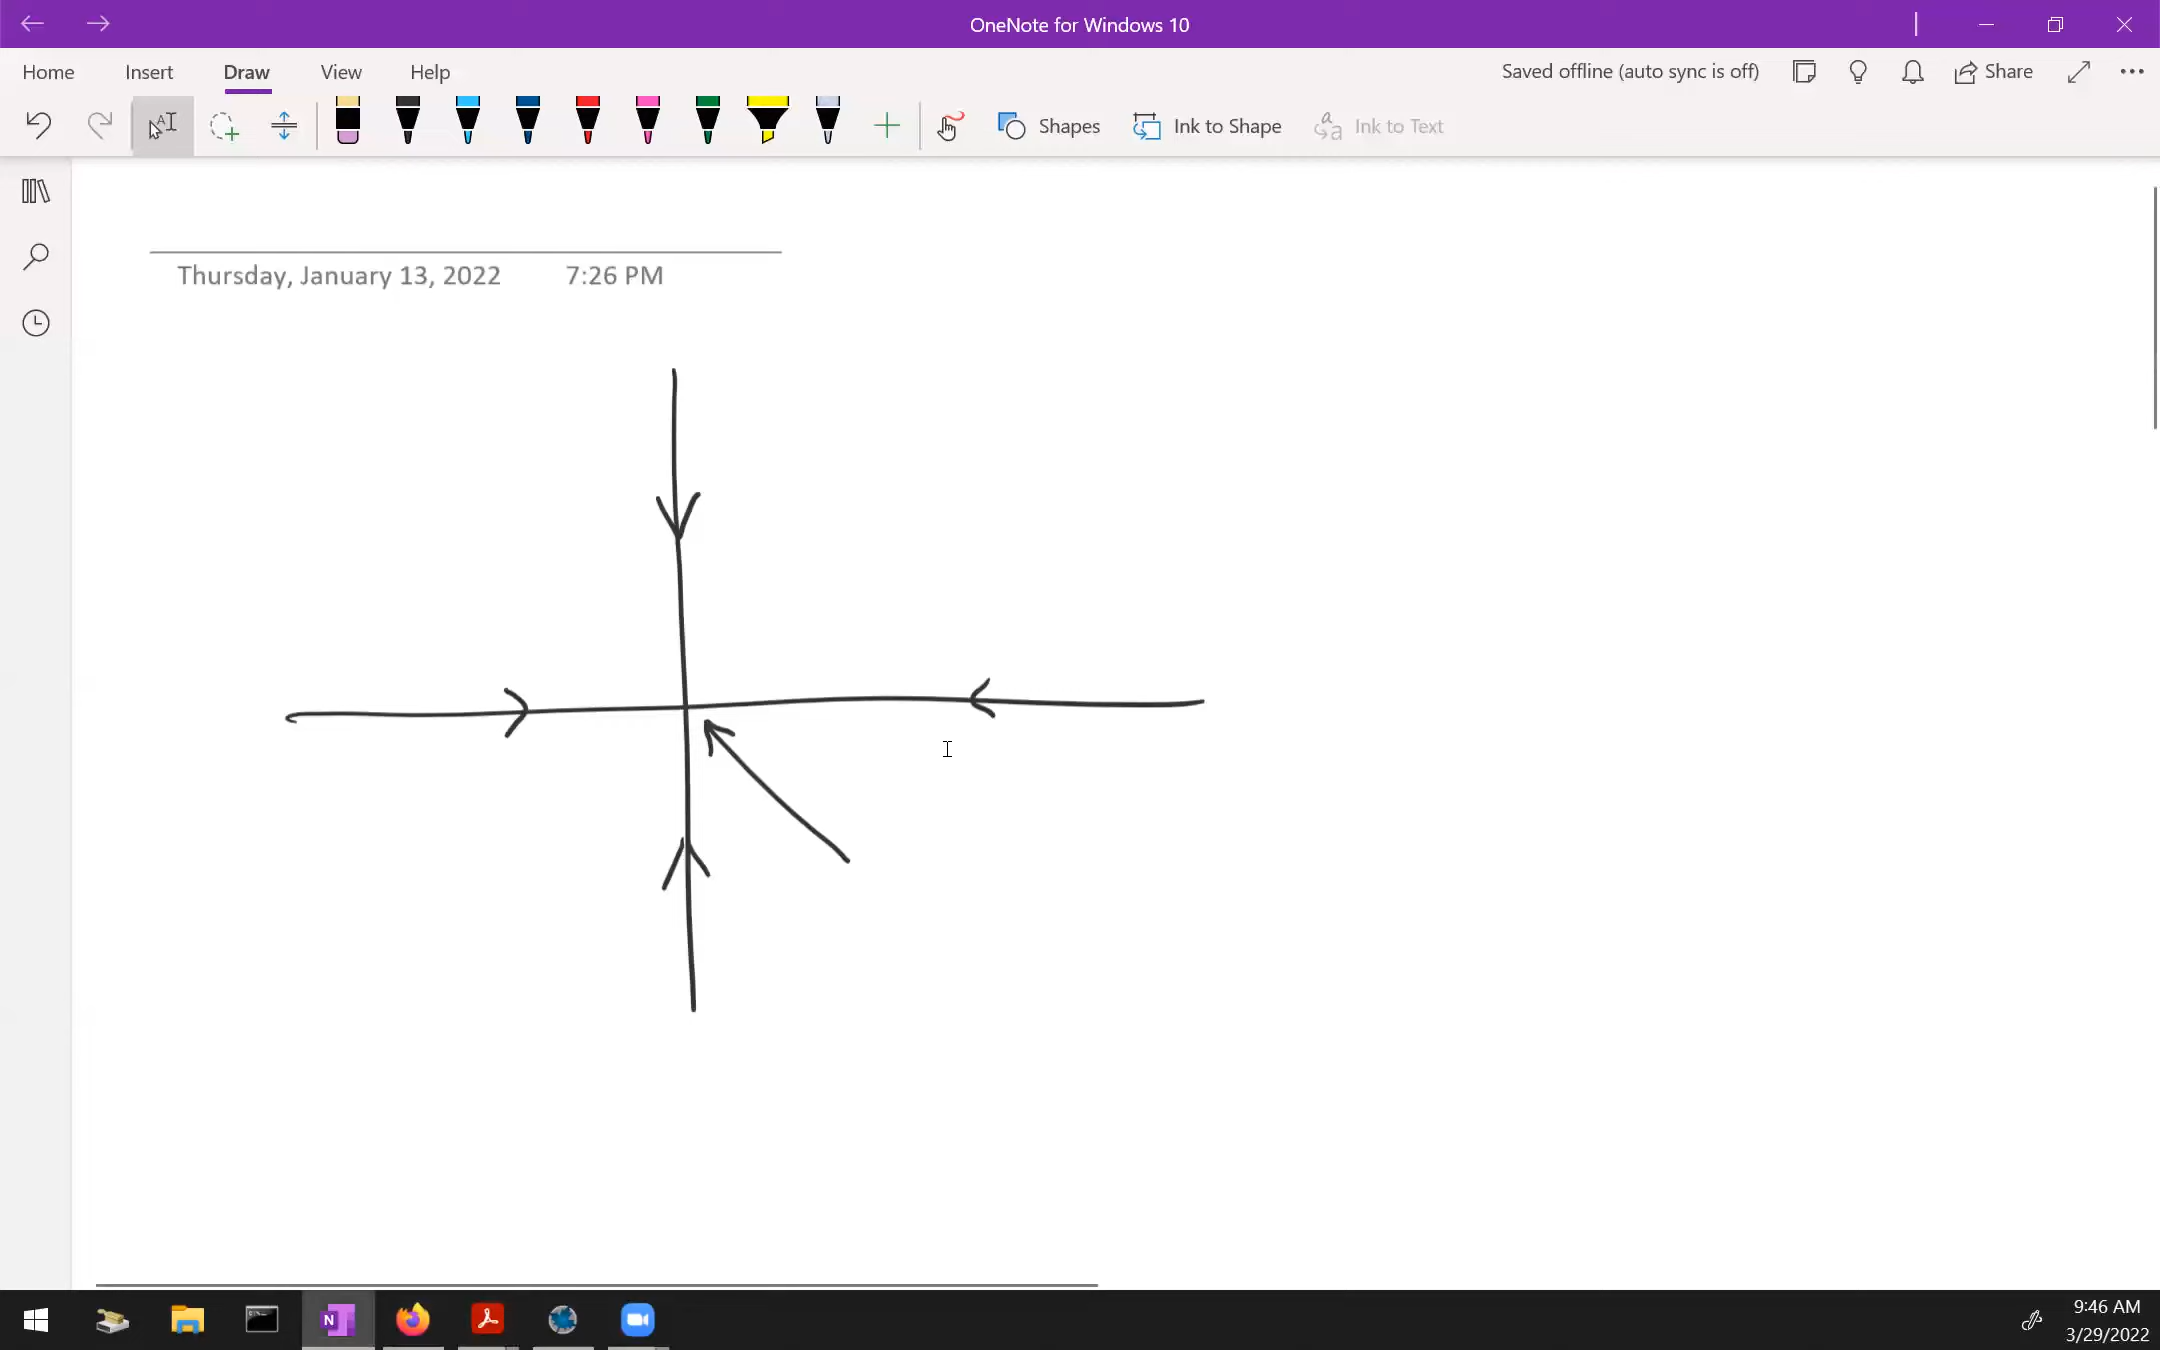 OneNote for Windows 10
Home Insert Draw View Help
Saved offline (auto sync is off)
Share
Shapes
Ink to Shape
Ink to Text
Thursday, January 13, 2022 7:26 PM
9:46 AM
3/29/2022